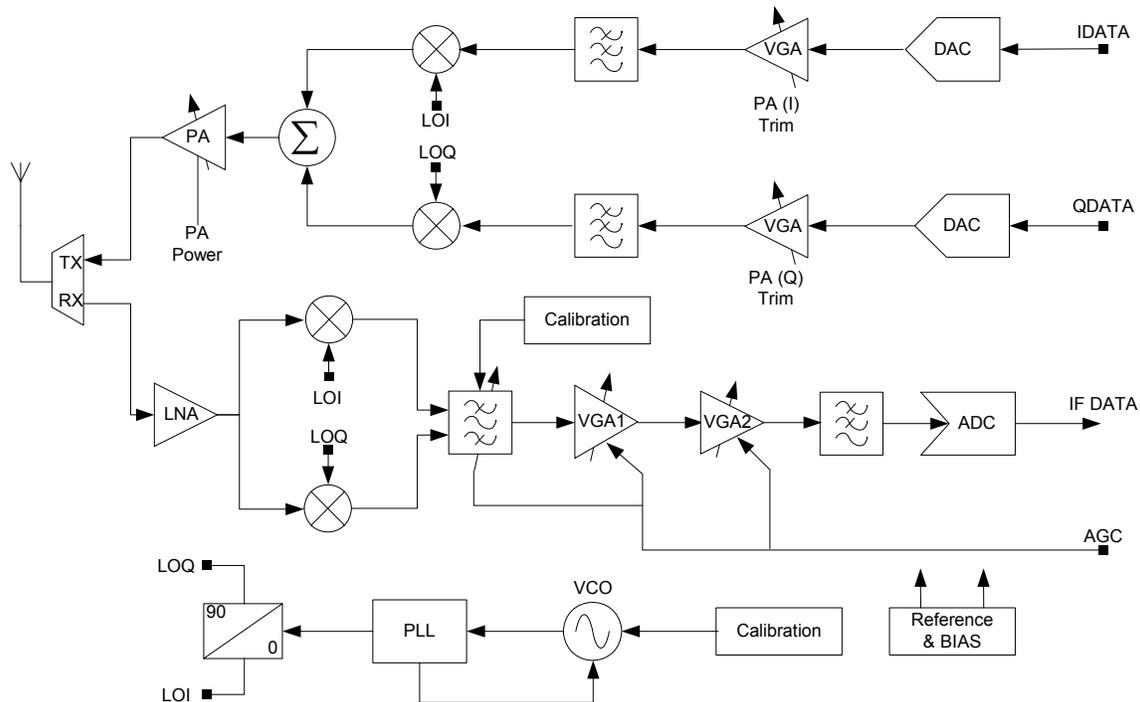 IDATA
DAC
VGA
PA (I)
Trim
LOI
PA
Σ
LOQ
PA
Power
QDATA
DAC
VGA
PA (Q)
Trim
TX
RX
Calibration
LOI
LNA
LOQ
VGA1
VGA2
ADC
IF DATA
AGC
LOQ
90
0
LOI
PLL
VCO
Calibration
Reference
& BIAS